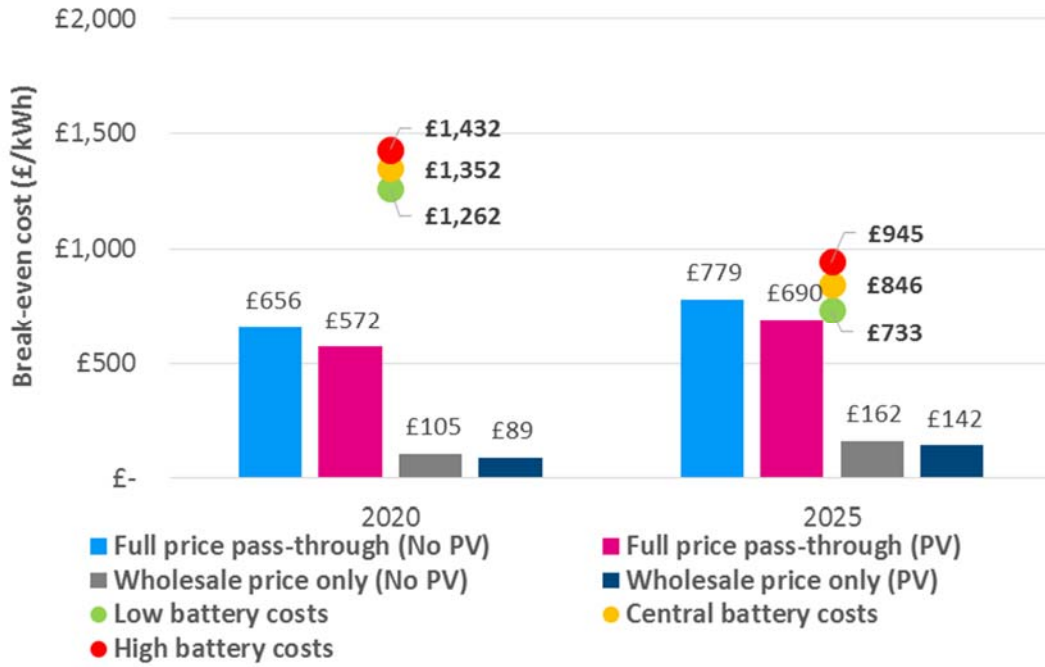 £2,000
£1,500
£1,000
£500
£-
Break-even cost (£/kWh)
£1,432
£1,352
£1,262
£656
£572
£105
£89
£945
£846
£733
£779
£690
£162
£142
2020
2025
Full price pass-through (No PV)
Full price pass-through (PV)
Wholesale price only (No PV)
Wholesale price only (PV)
Low battery costs
Central battery costs
High battery costs